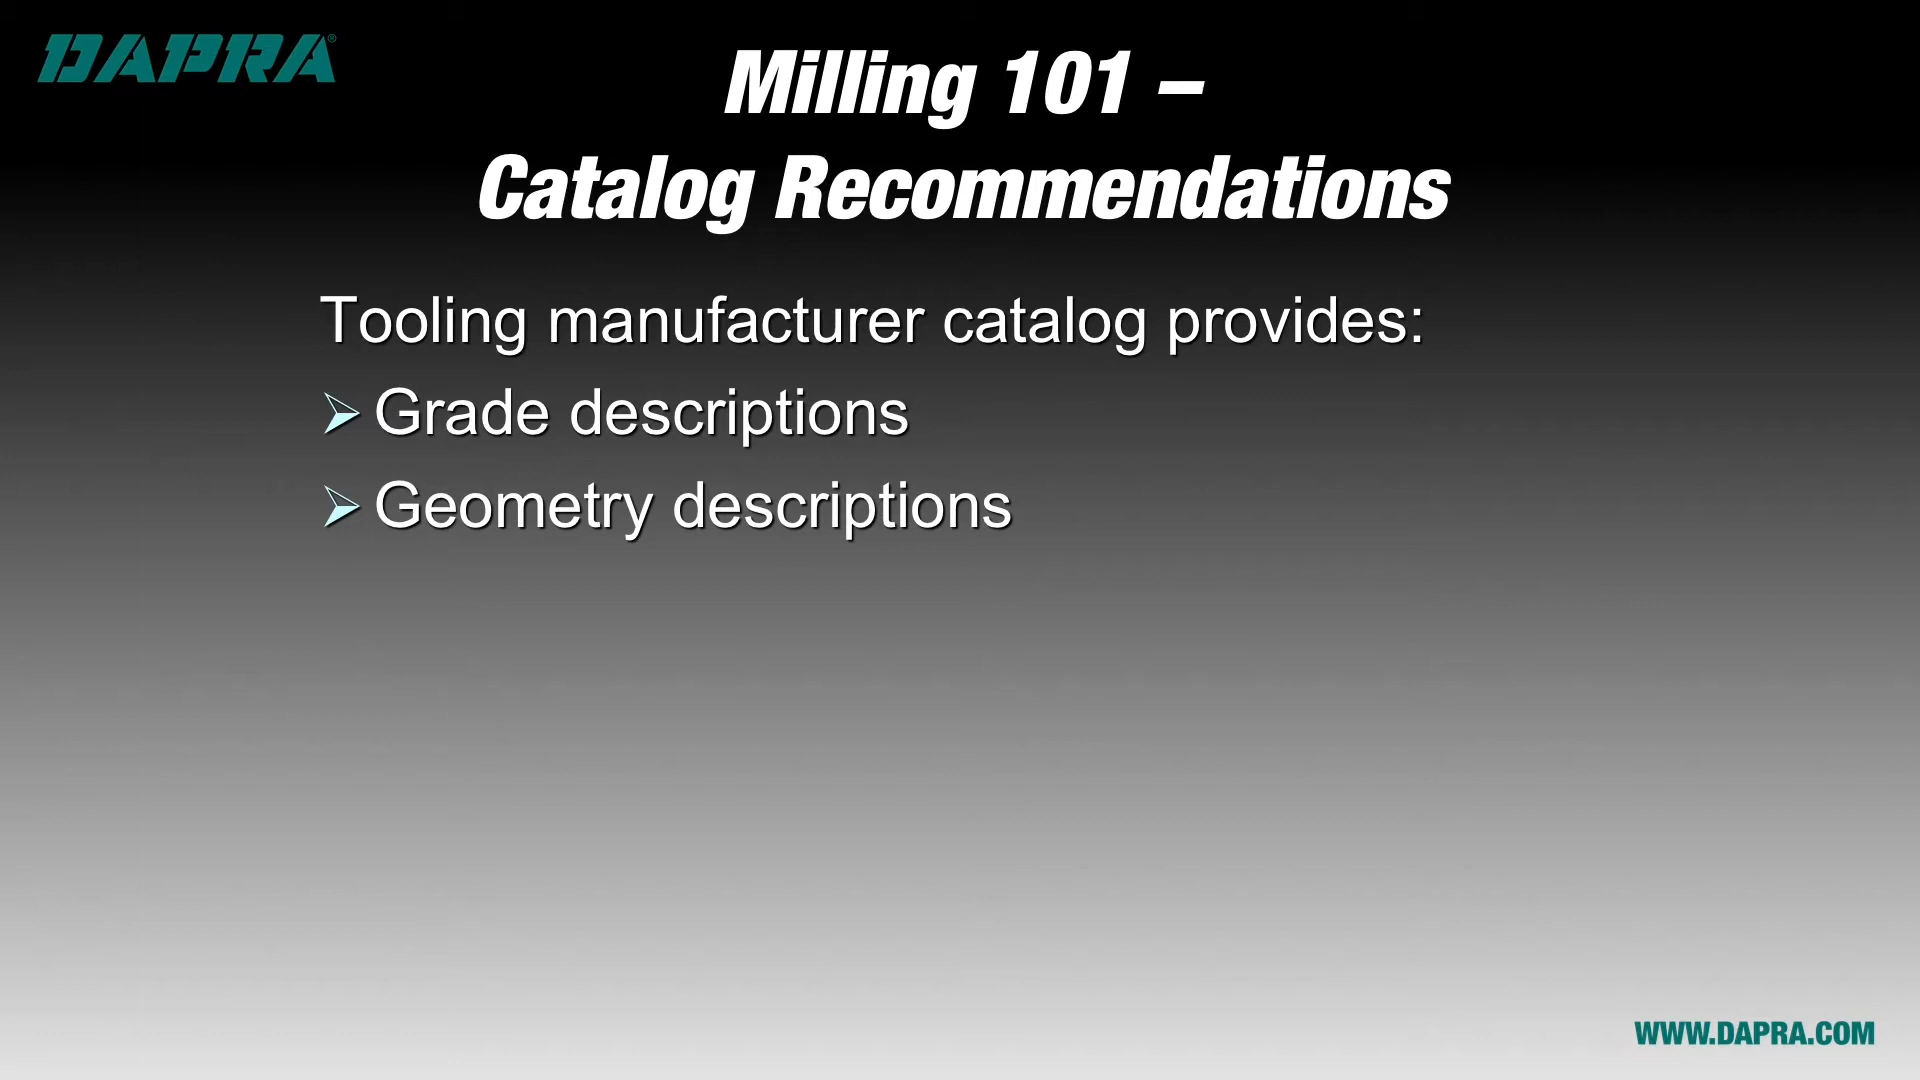 DAPRA®
Milling 101 –
Catalog Recommendations
Tooling manufacturer catalog provides:
Grade descriptions
Geometry descriptions
WWW.DAPRA.COM